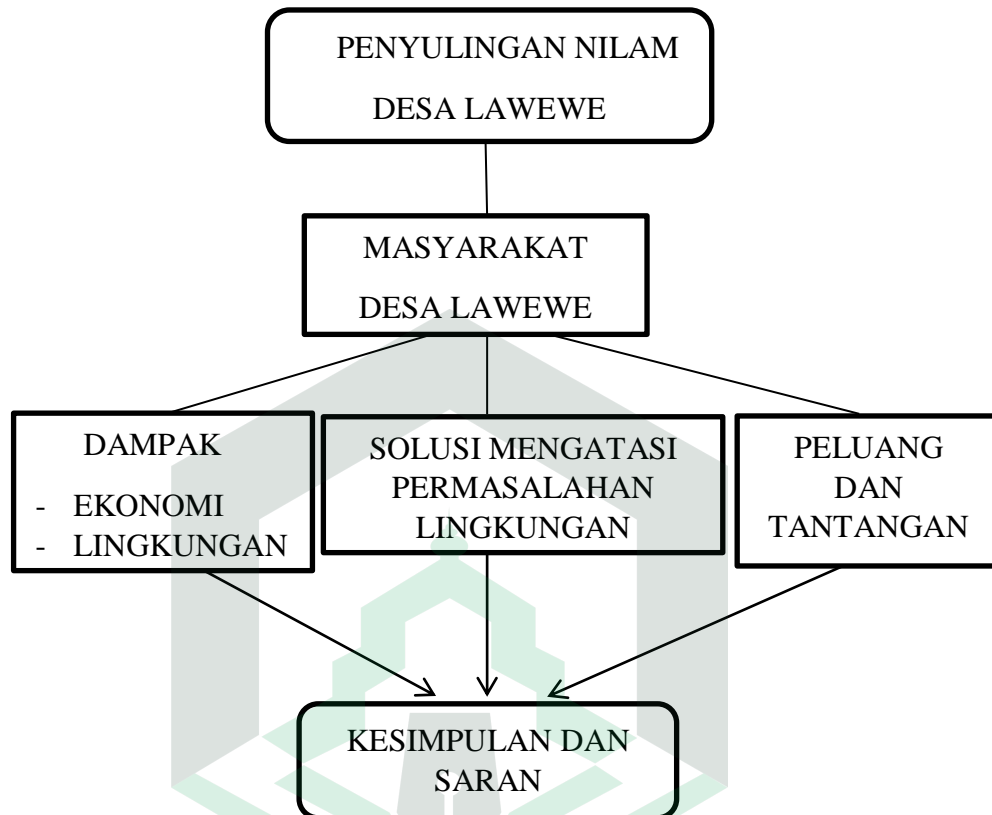 PENYULINGAN NILAM
DESA LAWEWE
MASYARAKAT
DESA LAWEWE
DAMPAK
- EKONOMI
- LINGKUNGAN
SOLUSI MENGATASI
PERMASALAHAN
LINGKUNGAN
PELUANG
DAN
TANTANGAN
KESIMPULAN DAN
SARAN